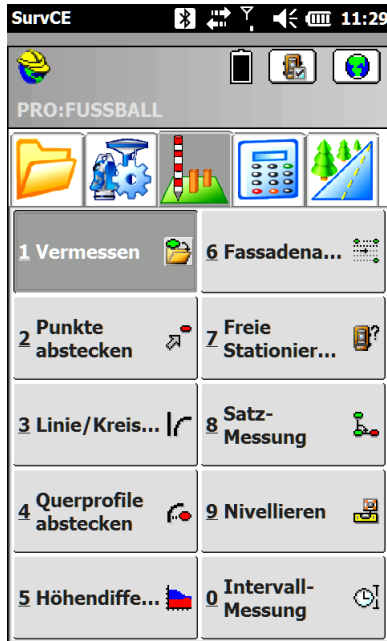 SurvCE 11:29
PRO:FUSSBALL
1 Vermessen
6 Fassadena...
2 Punkte abstecken
7 Freie Stationier...
3 Linie/Kreis...
8 Satz-Messung
4 Querprofile abstecken
9 Nivellieren
5 Höhendiffe...
0 Intervall-Messung